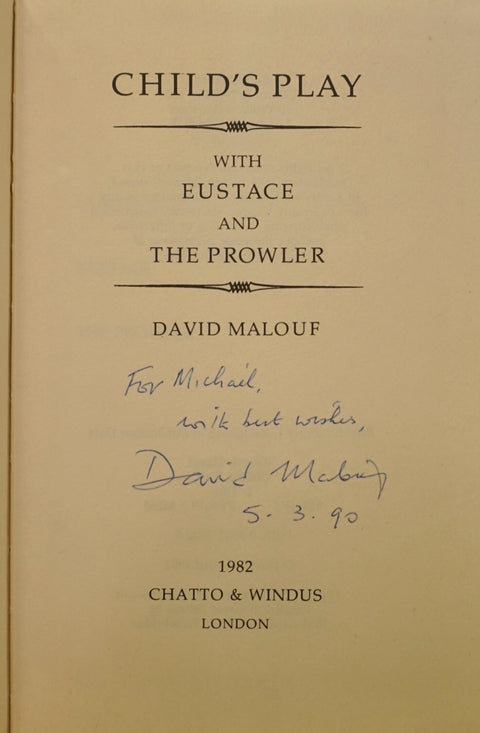 CHILD'S PLAY
WITH
EUSTACE
AND
THE PROWLER
DAVID MALOUF
For Michael,
with best wishes,
David Malouf
5. 3. 90
1982
CHATTO & WINDUS
LONDON